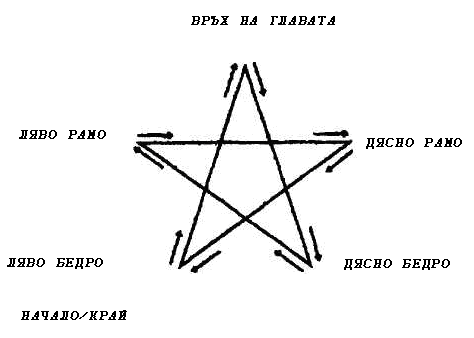 ВРЪХ НА ГЛАВАТА
ЛЯВО РАМО
ДЯСНО РАМО
ЛЯВО БЕДРО
ДЯСНО БЕДРО
НАЧАЛО/КРАЙ